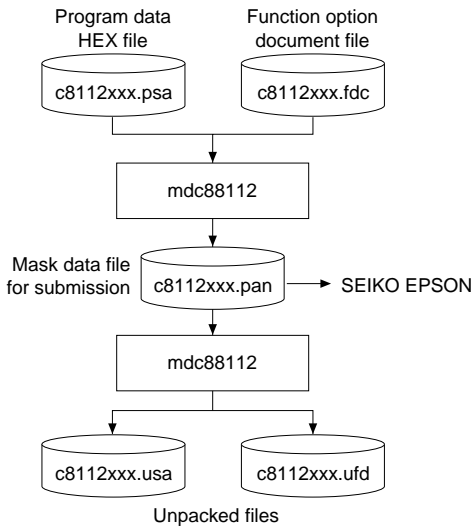 Program data
HEX file
Function option
document file
c8112xxx.psa
c8112xxx.fdc
mdc88112
Mask data file
for submission
c8112xxx.pan
SEIKO EPSON
mdc88112
c8112xxx.usa
c8112xxx.ufd
Unpacked files